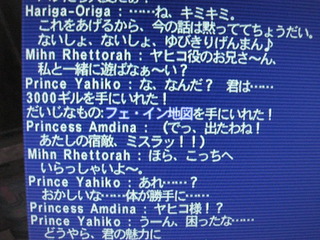 Hariga-Origa : ……ね、キミキミ。
これをあげるから、今の話は黙っててちょうだい。
ないしょ、ないしょ、ゆびきりげんまん♪
Mihn Rhettorah : ヤヒコ役のお兄さ～ん、
私と一緒に遊ばなぁ～い？
Prince Yahiko : な、なんだ？ 君は……
3000ギルを手にいれた！
だいじなもの:フェ・イン地図を手にいれた！
Princess Amdina : (でっ、出たわね！
あたしの宿敵、ミスラッ！！)
Mihn Rhettorah : ほら、こっちへ
いらっしゃいよ～。
Prince Yahiko : あれ……？
おかしいな……体が勝手に……
Princess Amdina : ヤヒコ様！？
Prince Yahiko : うーん、困ったな……
どうやら、君の魅力に